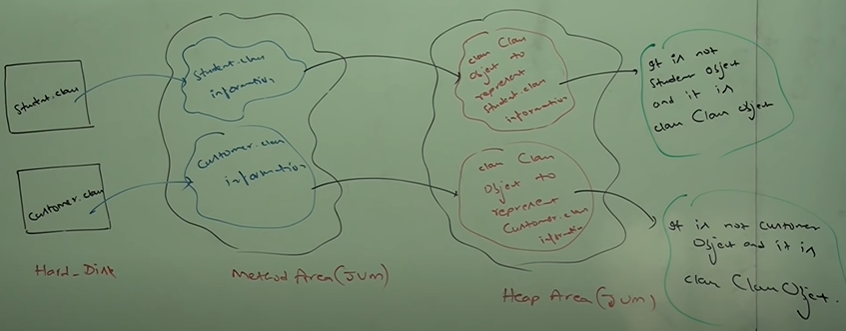 Student.class
Customer.class
Hard_Disk
Student.class
information
Customer.class
information
Method Area (JVM)
class Class
Object to
represent
Student.class
information
class Class
Object to
represent
Customer.class
information
Heap Area (JVM)
It is not
Student Object
and it is
class Class Object
It is not Customer
Object and it is
class Class Object.